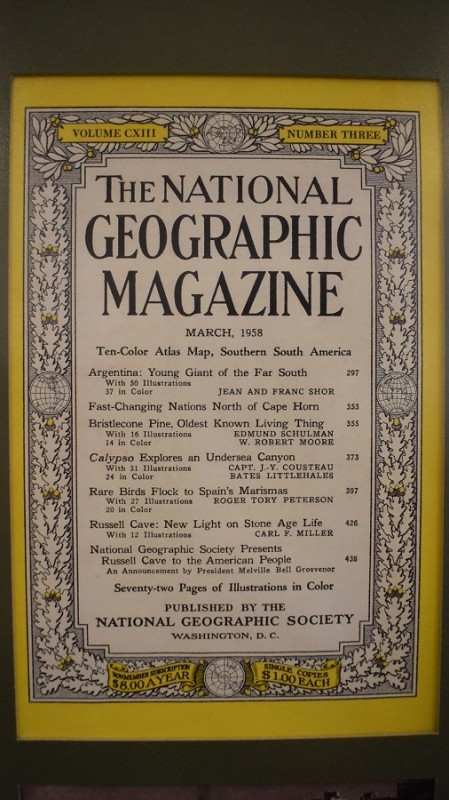 VOLUME CXIII
NUMBER THREE
THE NATIONAL
GEOGRAPHIC
MAGAZINE
MARCH, 1958
Ten-Color Atlas Map, Southern South America
Argentina: Young Giant of the Far South 297
With 50 Illustrations
37 in Color JEAN AND FRANC SHOR
Fast-Changing Nations North of Cape Horn 353
Bristlecone Pine, Oldest Known Living Thing 355
With 16 Illustrations EDMUND SCHULMAN
14 in Color W. ROBERT MOORE
Calypso Explores an Undersea Canyon 373
With 31 Illustrations CAPT. J.-Y. COUSTEAU
24 in Color BATES LITTLEHALES
Rare Birds Flock to Spain's Marismas 397
With 27 Illustrations ROGER TORY PETERSON
20 in Color
Russell Cave: New Light on Stone Age Life 426
With 12 Illustrations CARL F. MILLER
National Geographic Society Presents
Russell Cave to the American People 438
An Announcement by President Melville Bell Grosvenor
Seventy-two Pages of Illustrations in Color
PUBLISHED BY THE
NATIONAL GEOGRAPHIC SOCIETY
WASHINGTON, D. C.
NONMEMBER SUBSCRIPTION
$8.00 A YEAR
SINGLE COPIES
$1.00 EACH